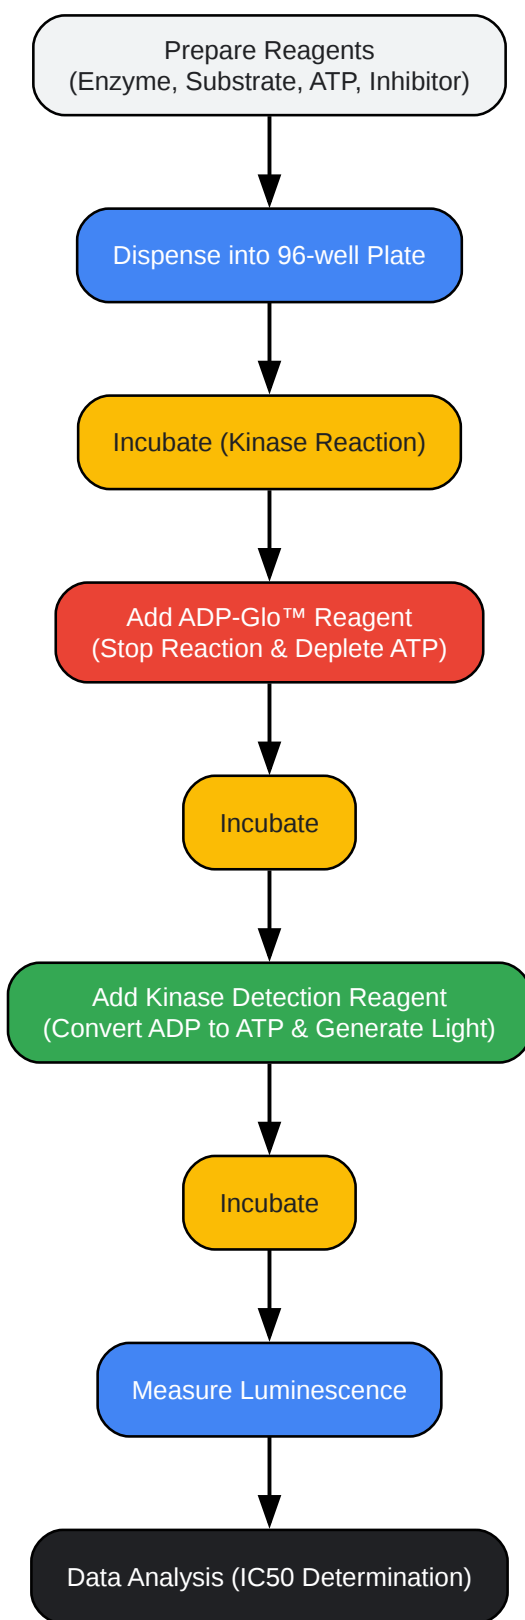 Prepare Reagents
(Enzyme, Substrate, ATP, Inhibitor)
Dispense into 96-well Plate
Incubate (Kinase Reaction)
Add ADP-Glo™ Reagent
(Stop Reaction & Deplete ATP)
Incubate
Add Kinase Detection Reagent
(Convert ADP to ATP & Generate Light)
Incubate
Measure Luminescence
Data Analysis (IC50 Determination)